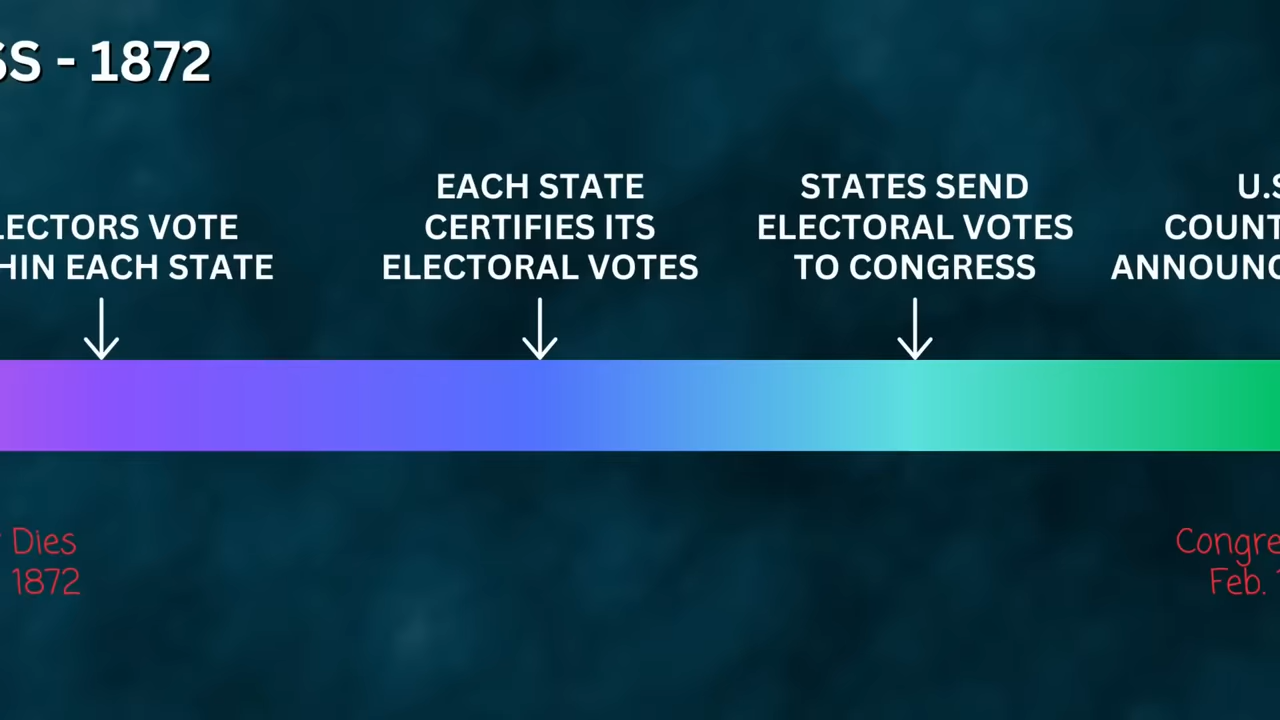 SS - 1872
LECTORS VOTE
HIN EACH STATE
EACH STATE
CERTIFIES ITS
ELECTORAL VOTES
STATES SEND
ELECTORAL VOTES
TO CONGRESS
U.S
COUNT
ANNOUNC
Dies
1872
Congre
Feb.